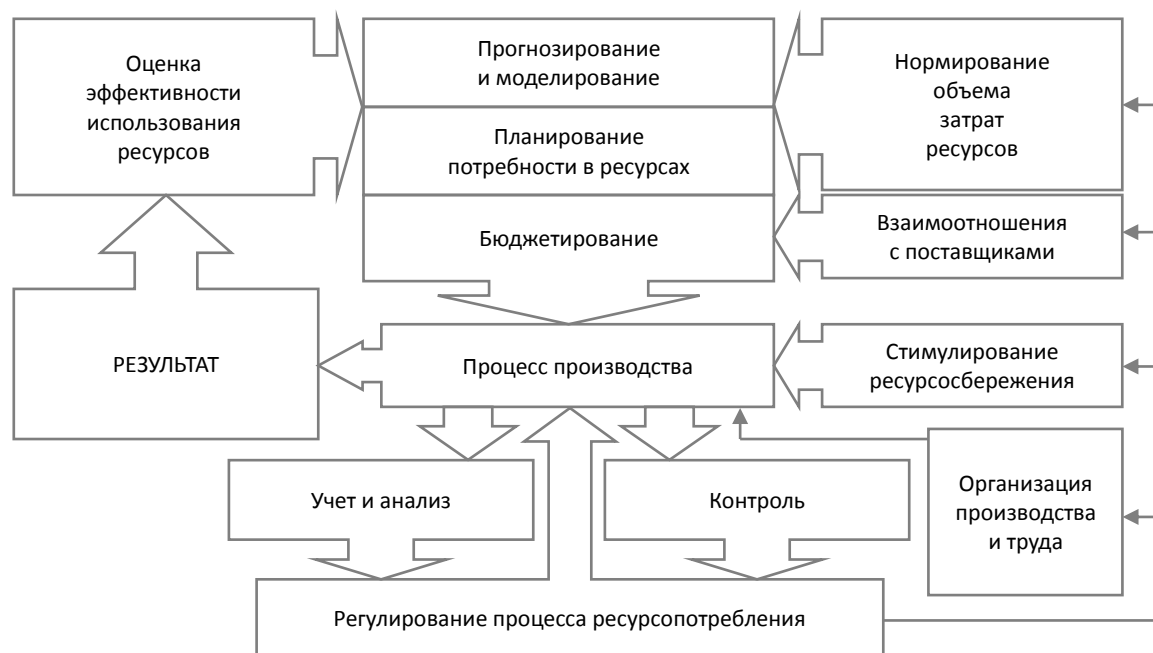 Оценка
эффективности
использования
ресурсов
Прогнозирование
и моделирование
Планирование
потребности в ресурсах
Бюджетирование
Нормирование
объема
затрат
ресурсов
Взаимоотношения
с поставщиками
РЕЗУЛЬТАТ
Процесс производства
Стимулирование
ресурсосбережения
Учет и анализ
Контроль
Организация
производства
и труда
Регулирование процесса ресурсопотребления